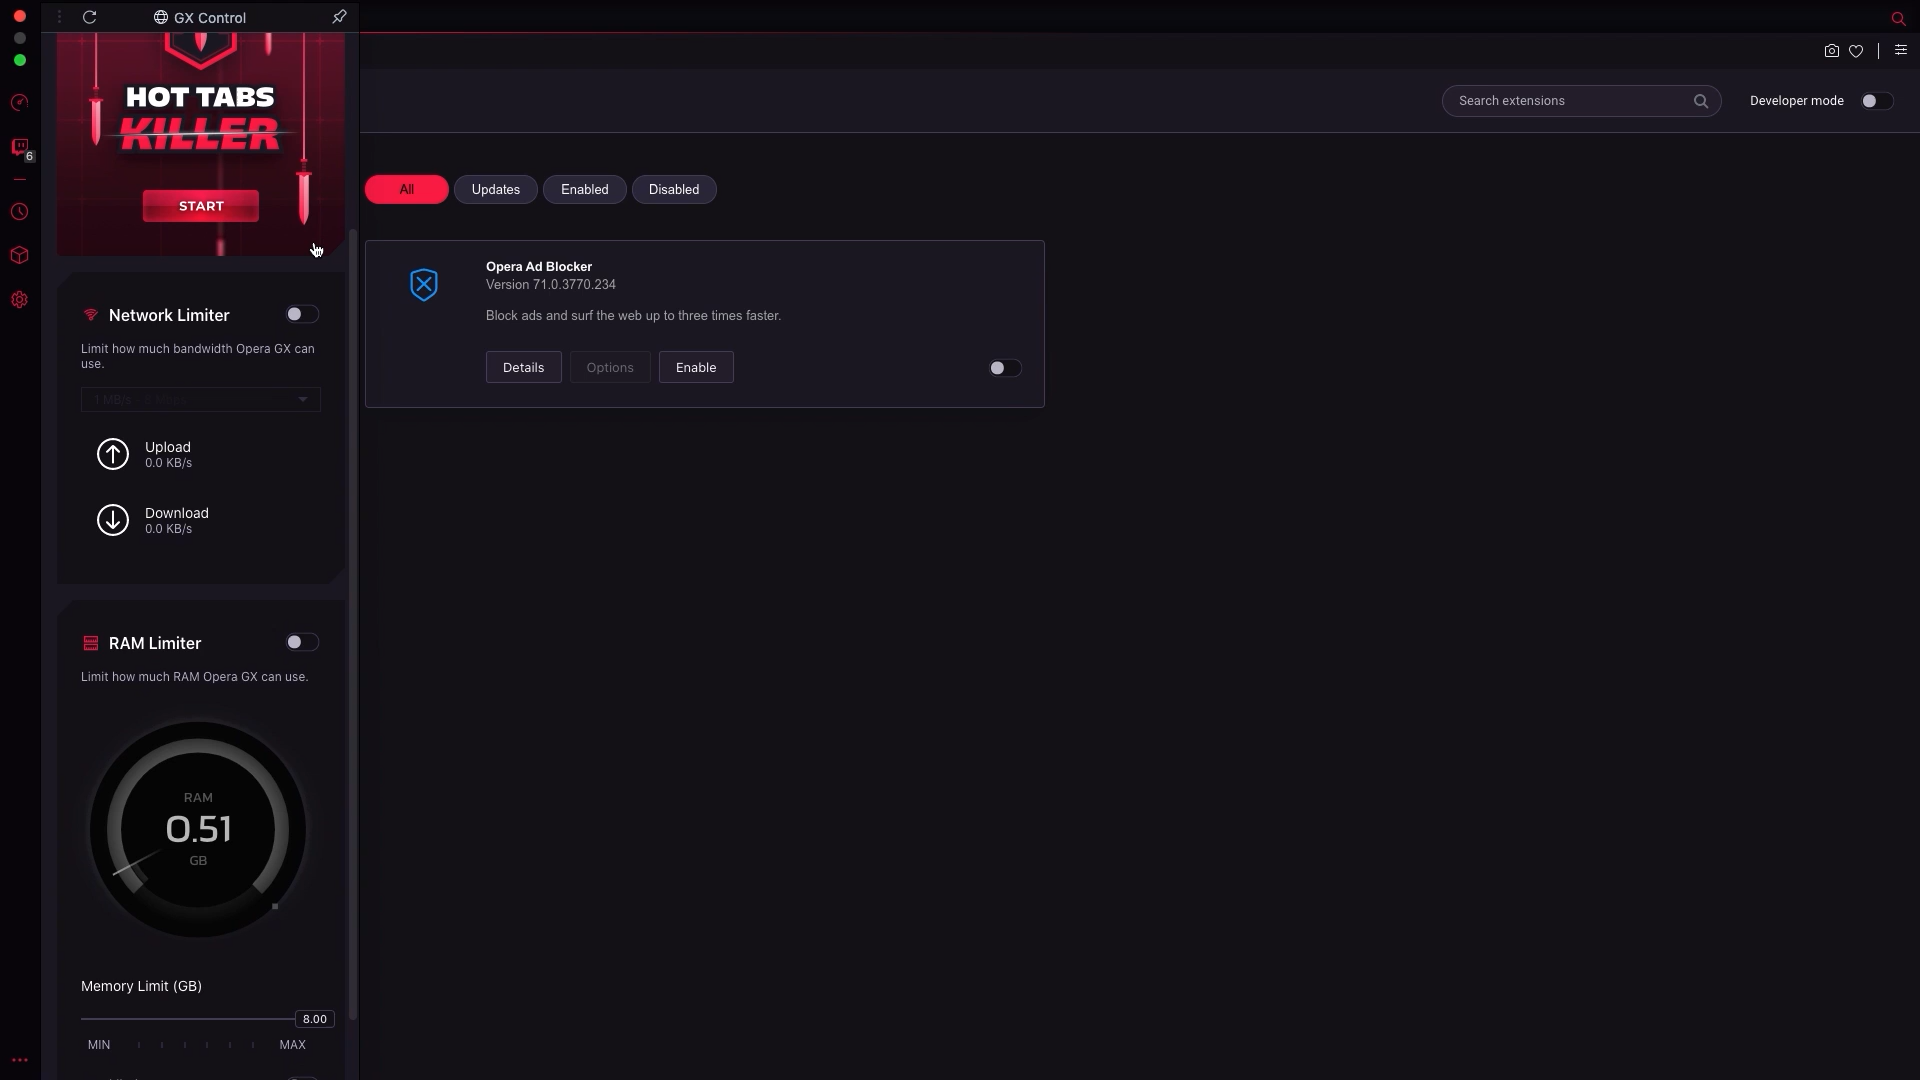 GX Control
HOT TABS
KILLER
START
Search extensions
Developer mode
6
All
Updates
Enabled
Disabled
Opera Ad Blocker
Version 71.0.3770.234
Block ads and surf the web up to three times faster.
Details
Options
Enable
Network Limiter
Limit how much bandwidth Opera GX can
use.
1 MB/s
Upload
0.0 KB/s
Download
0.0 KB/s
RAM Limiter
Limit how much RAM Opera GX can use.
RAM
0.51
GB
Memory Limit (GB)
8.00
MIN
MAX